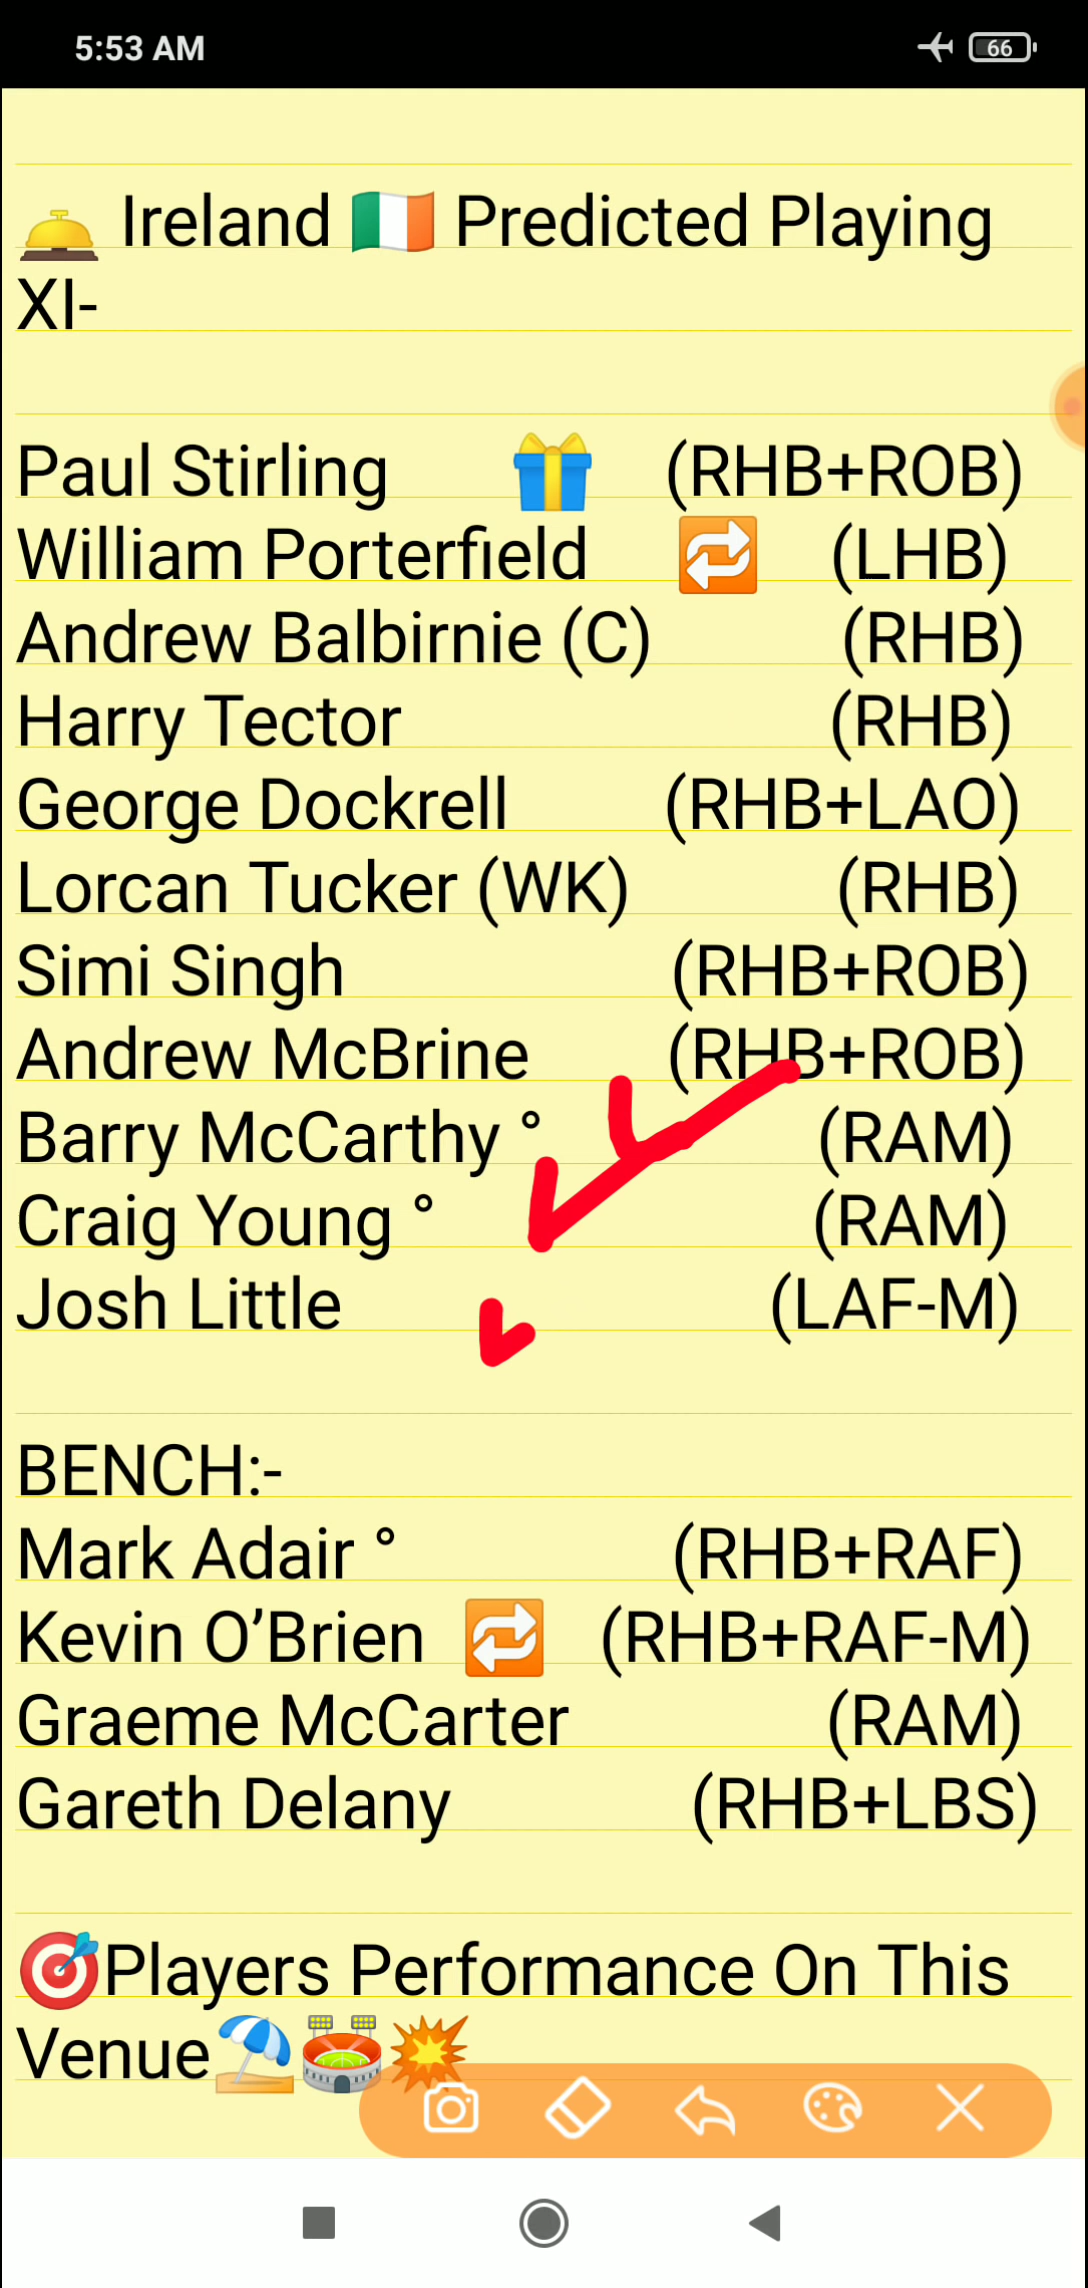 5:53 AM
66
🛎️ Ireland 🇮🇪 Predicted Playing
XI-
Paul Stirling 🎁 (RHB+ROB)
William Porterfield 🔁 (LHB)
Andrew Balbirnie (C) (RHB)
Harry Tector (RHB)
George Dockrell (RHB+LAO)
Lorcan Tucker (WK) (RHB)
Simi Singh (RHB+ROB)
Andrew McBrine (RHB+ROB)
Barry McCarthy ° (RAM)
Craig Young ° (RAM)
Josh Little (LAF-M)
BENCH:-
Mark Adair ° (RHB+RAF)
Kevin O’Brien 🔁 (RHB+RAF-M)
Graeme McCarter (RAM)
Gareth Delany (RHB+LBS)
🎯Players Performance On This
Venue⛱️🏟️💥